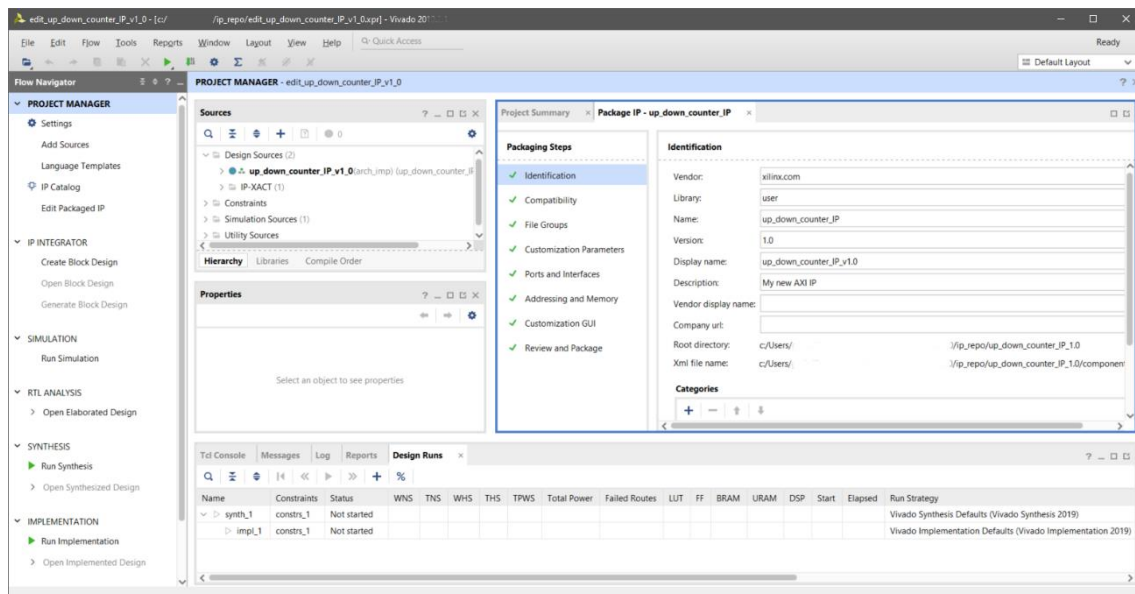 edit_up_down_counter_IP_v1_0 - [c:/ /ip_repo/edit_up_down_counter_IP_v1_0.xpr] - Vivado
File Edit Flow Tools Reports Window Layout View Help Quick Access
Ready
Default Layout
Flow Navigator
PROJECT MANAGER - edit_up_down_counter_IP_v1_0
PROJECT MANAGER
Settings
Add Sources
Language Templates
IP Catalog
Edit Packaged IP
IP INTEGRATOR
Create Block Design
Open Block Design
Generate Block Design
SIMULATION
Run Simulation
RTL ANALYSIS
Open Elaborated Design
SYNTHESIS
Run Synthesis
Open Synthesized Design
IMPLEMENTATION
Run Implementation
Open Implemented Design
Sources
0
Design Sources (2)
up_down_counter_IP_v1_0(arch_imp) (up_down_counter_IF
IP-XACT (1)
Constraints
Simulation Sources (1)
Utility Sources
Hierarchy Libraries Compile Order
Properties
Select an object to see properties
Project Summary Package IP - up_down_counter_IP
Packaging Steps
Identification
Compatibility
File Groups
Customization Parameters
Ports and Interfaces
Addressing and Memory
Customization GUI
Review and Package
Identification
Vendor: xilinx.com
Library: user
Name: up_down_counter_IP
Version: 1.0
Display name: up_down_counter_IP_v1.0
Description: My new AXI IP
Vendor display name:
Company url:
Root directory: c:/Users/ /ip_repo/up_down_counter_IP_1.0
Xml file name: c:/Users/ /ip_repo/up_down_counter_IP_1.0/component
Categories
Tcl Console Messages Log Reports Design Runs
Name Constraints Status WNS TNS WHS THS TPWS Total Power Failed Routes LUT FF BRAM URAM DSP Start Elapsed Run Strategy
synth_1 constrs_1 Not started Vivado Synthesis Defaults (Vivado Synthesis 2019)
impl_1 constrs_1 Not started Vivado Implementation Defaults (Vivado Implementation 2019)